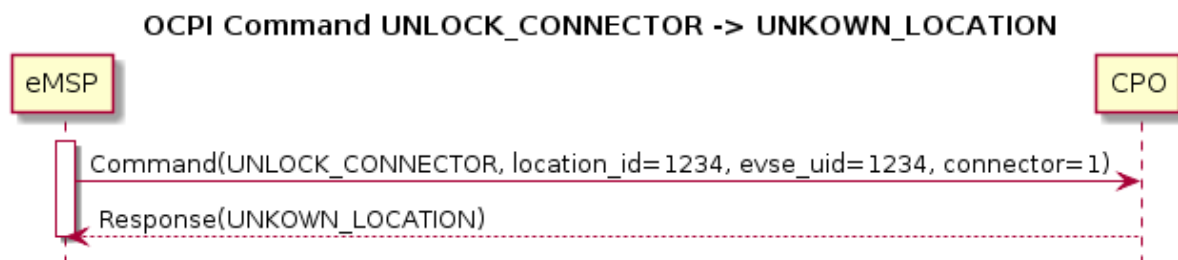 OCPI Command UNLOCK_CONNECTOR -> UNKOWN_LOCATION
eMSP
CPO
Command(UNLOCK_CONNECTOR, location_id=1234, evse_uid=1234, connector=1)
Response(UNKOWN_LOCATION)